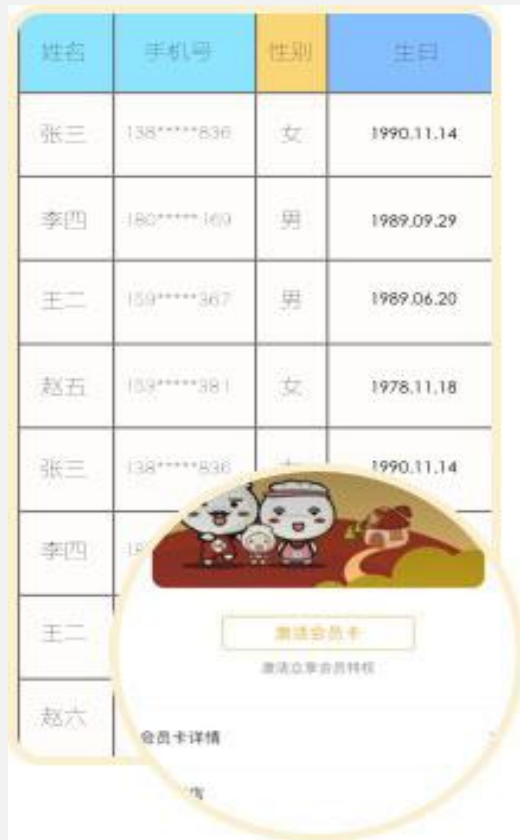 姓名 手机号 性别 生日
张三 138*****836 女 1990.11.14
李四 180*****169 男 1989.09.29
王二 159*****367 男 1989.06.20
赵五 153*****381 女 1978.11.18
张三 138*****836 1990.11.14
李四 18
王二
赵六
激活会员卡
激活立享会员特权
会员卡详情